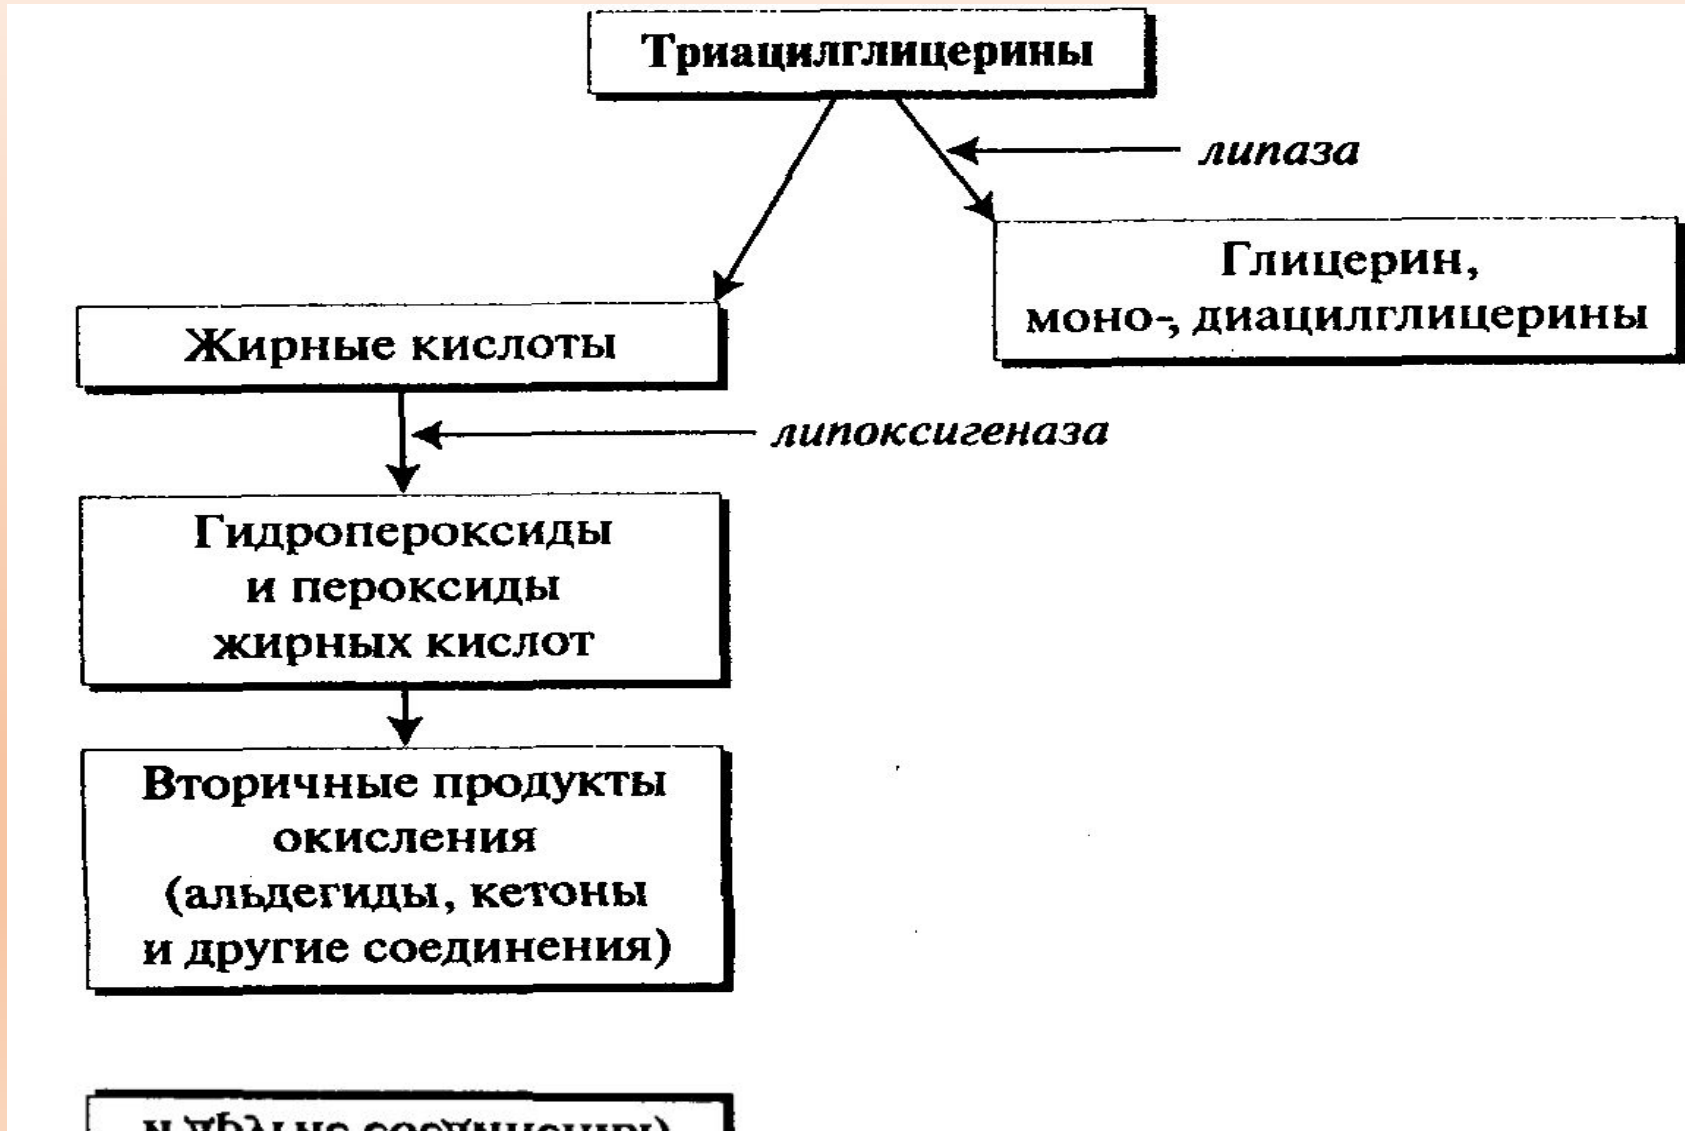 Триацилглицерины
липаза
Глицерин,
моно-, диацилглицерины
Жирные кислоты
липоксигеназа
Гидропероксиды
и пероксиды
жирных кислот
Вторичные продукты
окисления
(альдегиды, кетоны
и другие соединения)